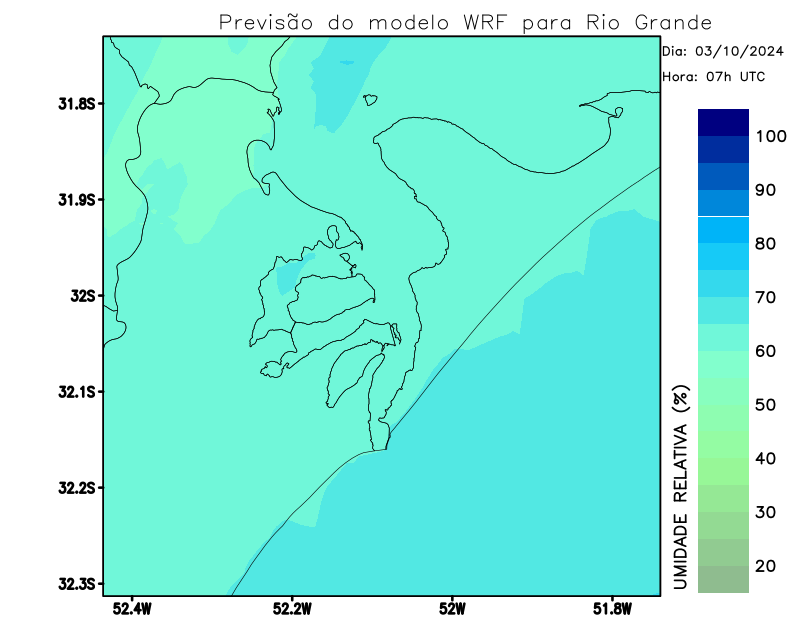 Previsão do modelo WRF para Rio Grande
Dia: 03/10/2024
Hora: 07h UTC
31.8S
31.9S
32S
32.1S
32.2S
32.3S
52.4W
52.2W
52W
51.8W
UMIDADE RELATIVA (%)
100
90
80
70
60
50
40
30
20